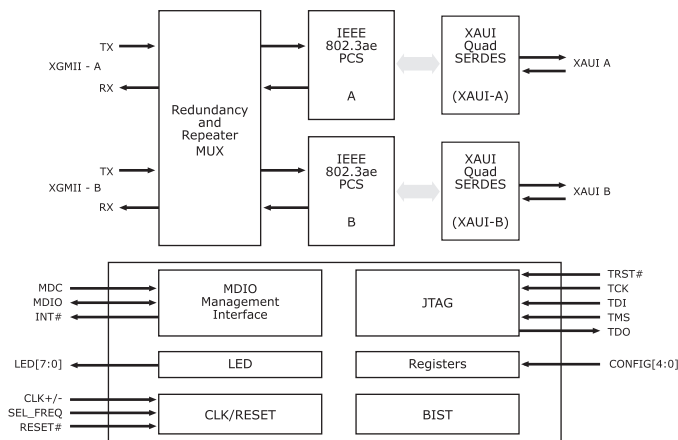 TX
XGMII - A
RX
Redundancy
and
Repeater
MUX
IEEE
802.3ae
PCS
A
XAUI
Quad
SERDES
(XAUI-A)
XAUI A
TX
XGMII - B
RX
IEEE
802.3ae
PCS
B
XAUI
Quad
SERDES
(XAUI-B)
XAUI B
MDC
MDIO
INT#
MDIO
Management
Interface
JTAG
TRST#
TCK
TDI
TMS
TDO
LED[7:0]
LED
Registers
CONFIG[4:0]
CLK+/-
SEL_FREQ
RESET#
CLK/RESET
BIST